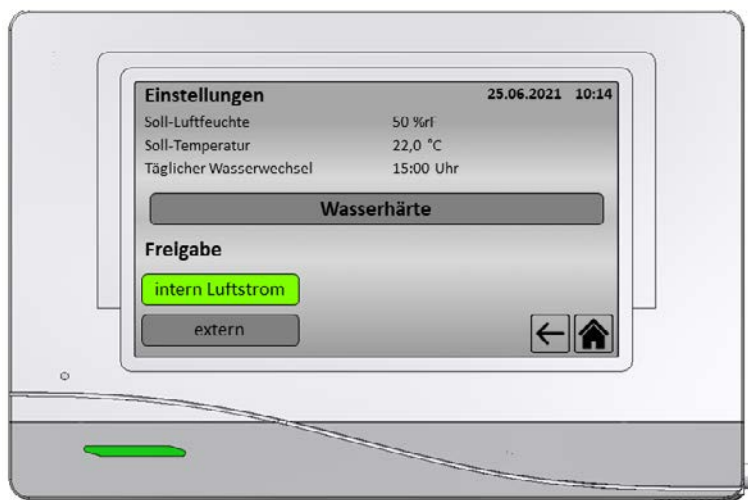 Einstellungen 25.06.2021 10:14
Soll-Luftfeuchte 50 %rF
Soll-Temperatur 22,0 °C
Täglicher Wasserwechsel 15:00 Uhr
Wasserhärte
Freigabe
intern Luftstrom
extern